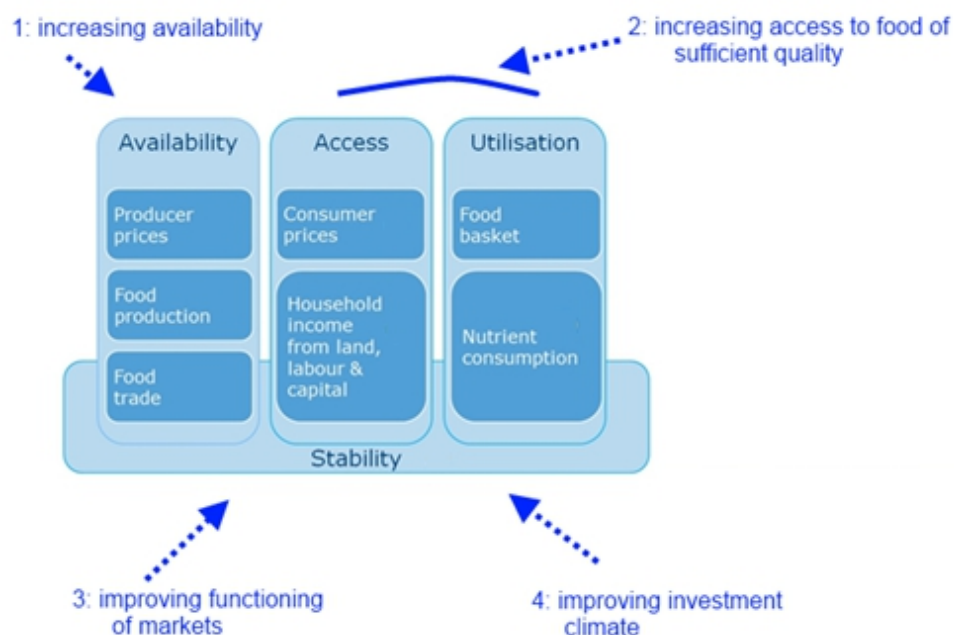 1: increasing availability
2: increasing access to food of
sufficient quality
Availability
Producer
prices
Food
production
Food
trade
Access
Consumer
prices
Household
income
from land,
labour &
capital
Utilisation
Food
basket
Nutrient
consumption
Stability
3: improving functioning
of markets
4: improving investment
climate